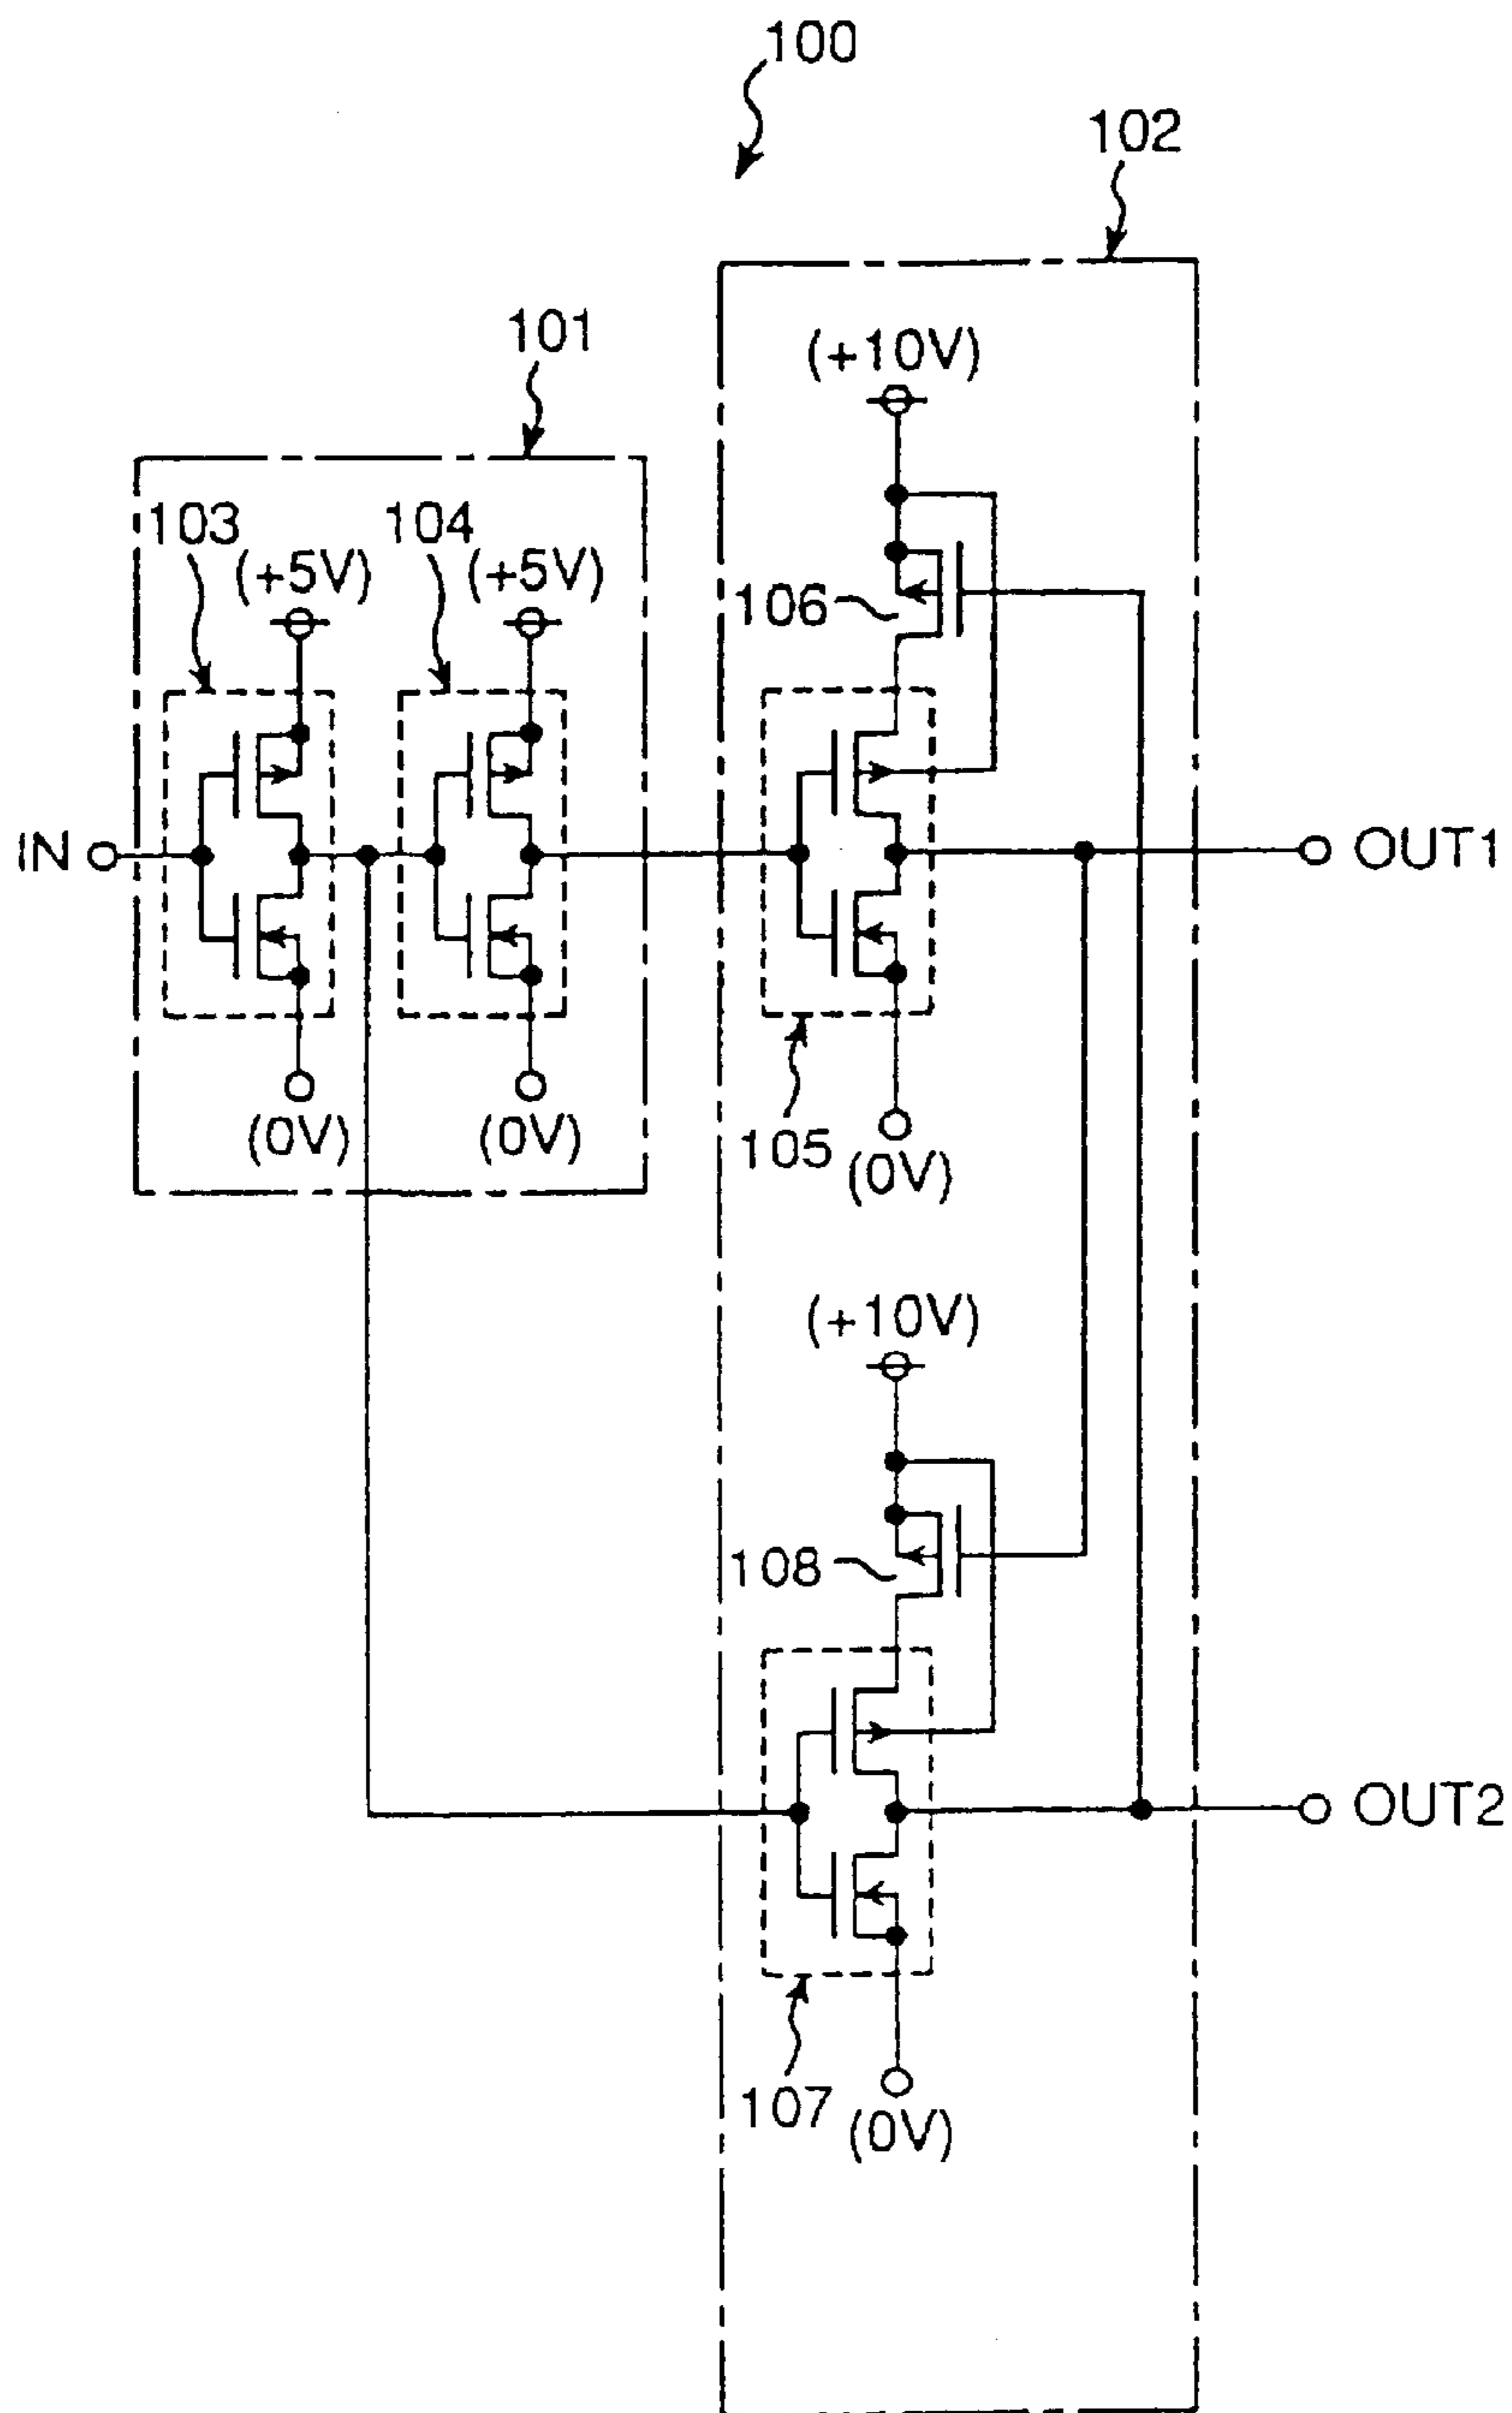 100
102
101
(+10V)
103
104
(+5V)
(+5V)
106
IN
OUT1
(0V)
(0V)
105
(0V)
(+10V)
108
OUT2
107
(0V)